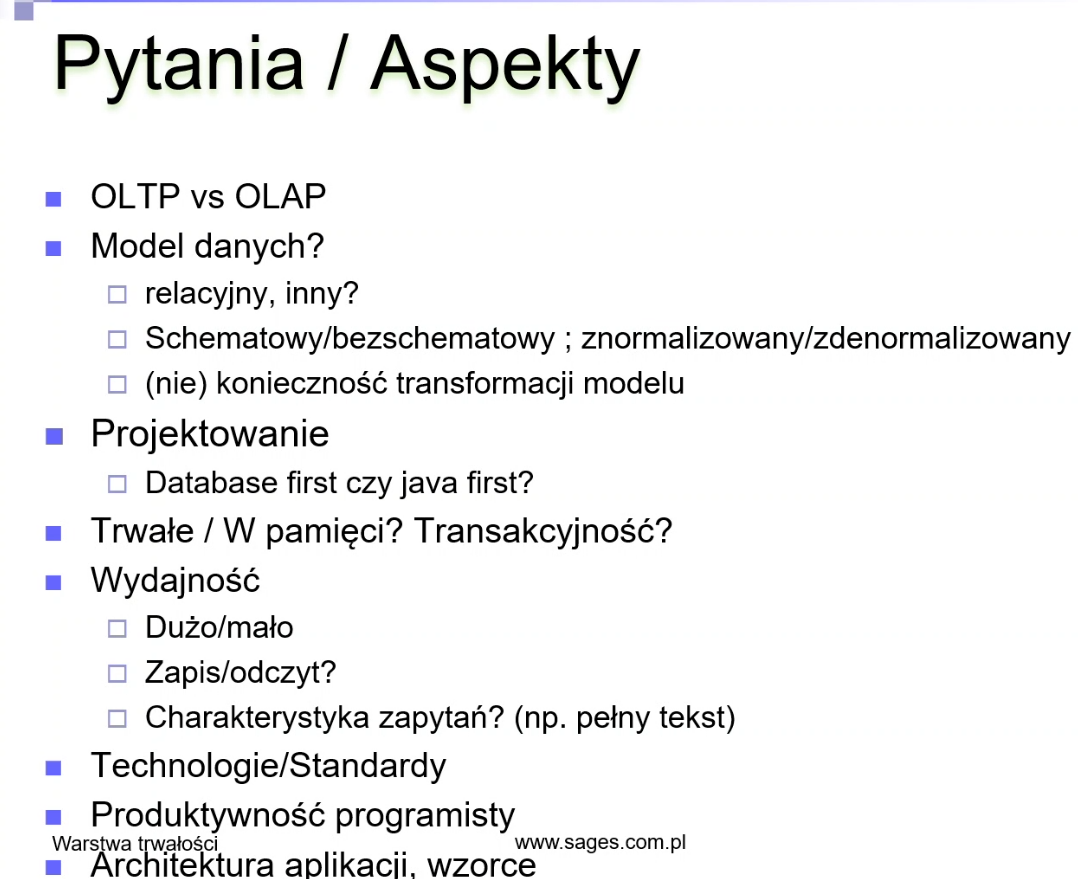 Pytania / Aspekty
OLTP vs OLAP
Model danych?
relacyjny, inny?
Schematowy/bezschematowy ; znormalizowany/zdenormalizowany
(nie) konieczność transformacji modelu
Projektowanie
Database first czy java first?
Trwałe / W pamięci? Transakcyjność?
Wydajność
Dużo/mało
Zapis/odczyt?
Charakterystyka zapytań? (np. pełny tekst)
Technologie/Standardy
Produktywność programisty
Warstwa trwałości www.sages.com.pl
Architektura aplikacji, wzorce